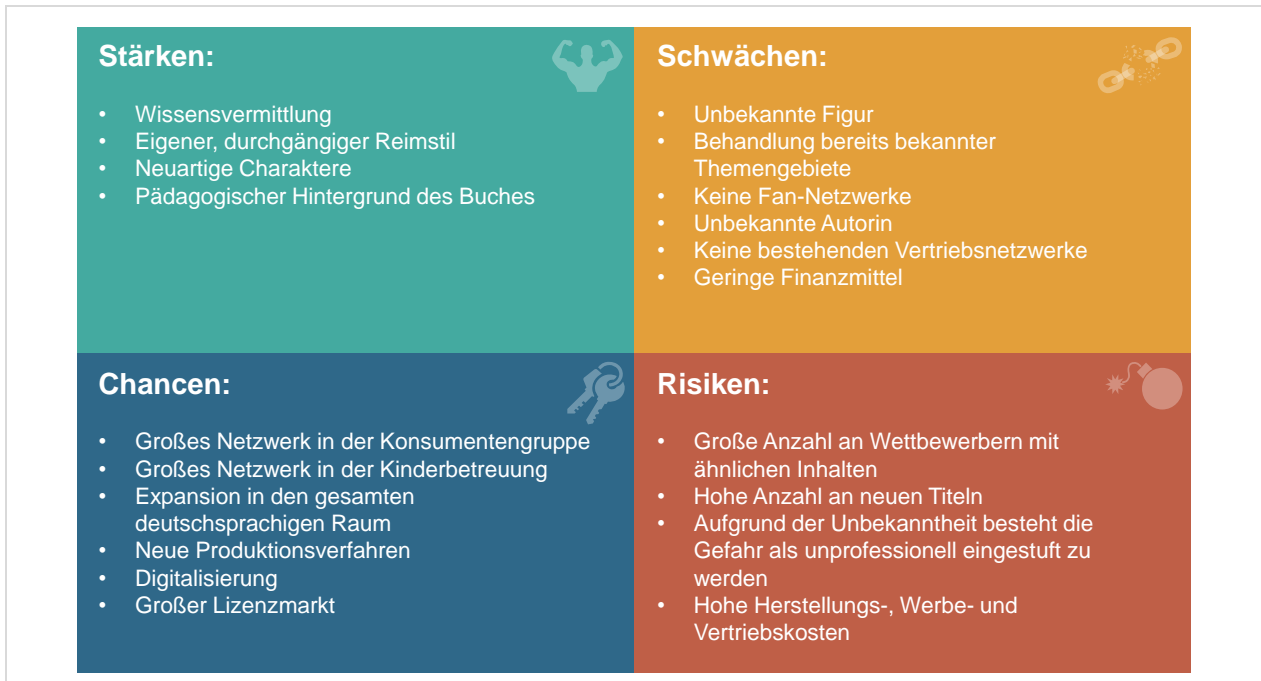 Stärken:
• Wissensvermittlung
• Eigener, durchgängiger Reimstil
• Neuartige Charaktere
• Pädagogischer Hintergrund des Buches
Schwächen:
• Unbekannte Figur
• Behandlung bereits bekannter
Themengebiete
• Keine Fan-Netzwerke
• Unbekannte Autorin
• Keine bestehenden Vertriebsnetzwerke
• Geringe Finanzmittel
Chancen:
• Großes Netzwerk in der Konsumentengruppe
• Großes Netzwerk in der Kinderbetreuung
• Expansion in den gesamten
deutschsprachigen Raum
• Neue Produktionsverfahren
• Digitalisierung
• Großer Lizenzmarkt
Risiken:
• Große Anzahl an Wettbewerbern mit
ähnlichen Inhalten
• Hohe Anzahl an neuen Titeln
• Aufgrund der Unbekanntheit besteht die
Gefahr als unprofessionell eingestuft zu
werden
• Hohe Herstellungs-, Werbe- und
Vertriebskosten